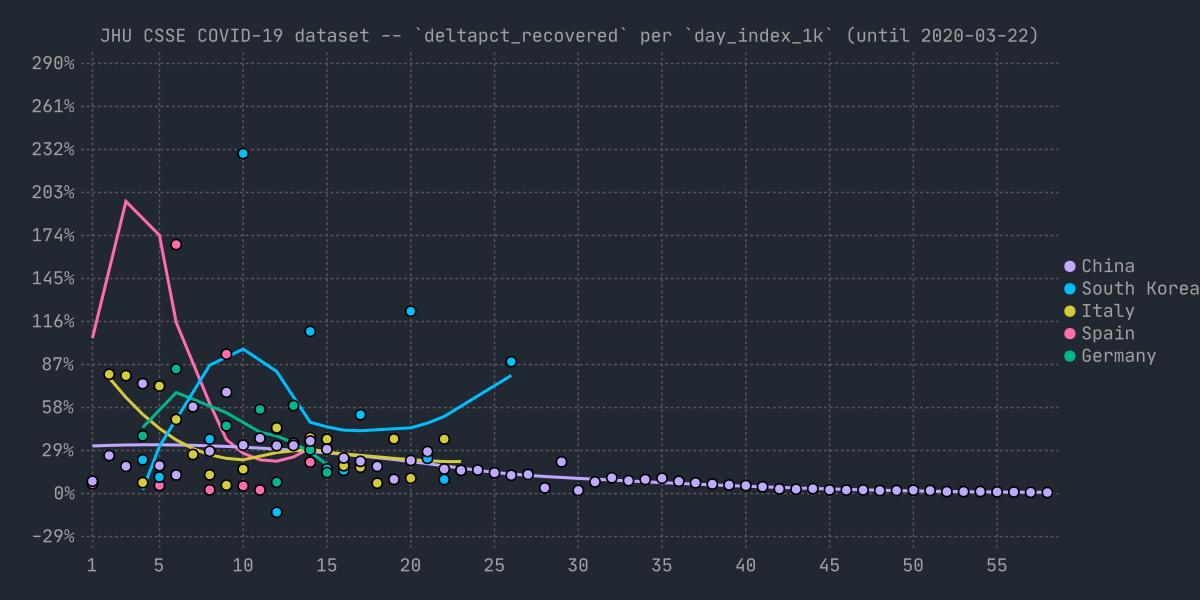 JHU CSSE COVID-19 dataset -- `deltapct_recovered` per `day_index_1k` (until 2020-03-22)
290%
261%
232%
203%
174%
145%
116%
87%
58%
29%
0%
-29%
1 5 10 15 20 25 30 35 40 45 50 55
China
South Korea
Italy
Spain
Germany